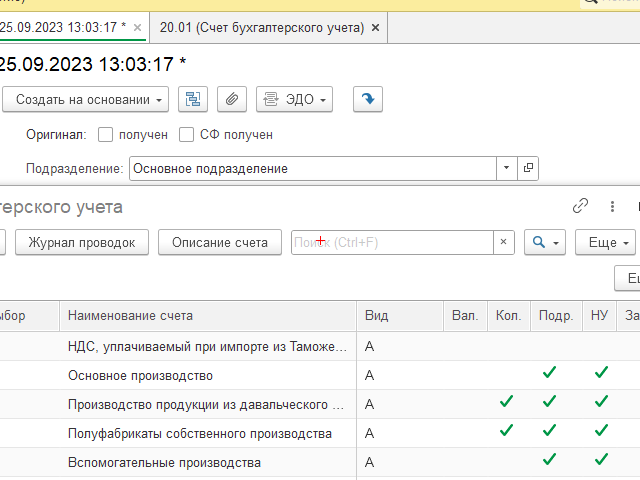 25.09.2023 13:03:17 * × 20.01 (Счет бухгалтерского учета) ×
25.09.2023 13:03:17 *
Создать на основании ЭДО
Оригинал: получен СФ получен
Подразделение: Основное подразделение
терского учета
Журнал проводок Описание счета Поиск (Ctrl+F) × Еще
Наименование счета Вид Вал. Кол. Подр. НУ За
НДС, уплачиваемый при импорте из Таможе... А
Основное производство А
Производство продукции из давальческого ... А
Полуфабрикаты собственного производства А
Вспомогательные производства А